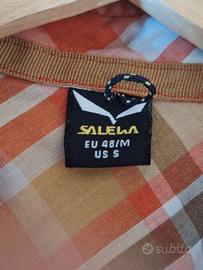 SALEWA
EU 48/M
US S
subito